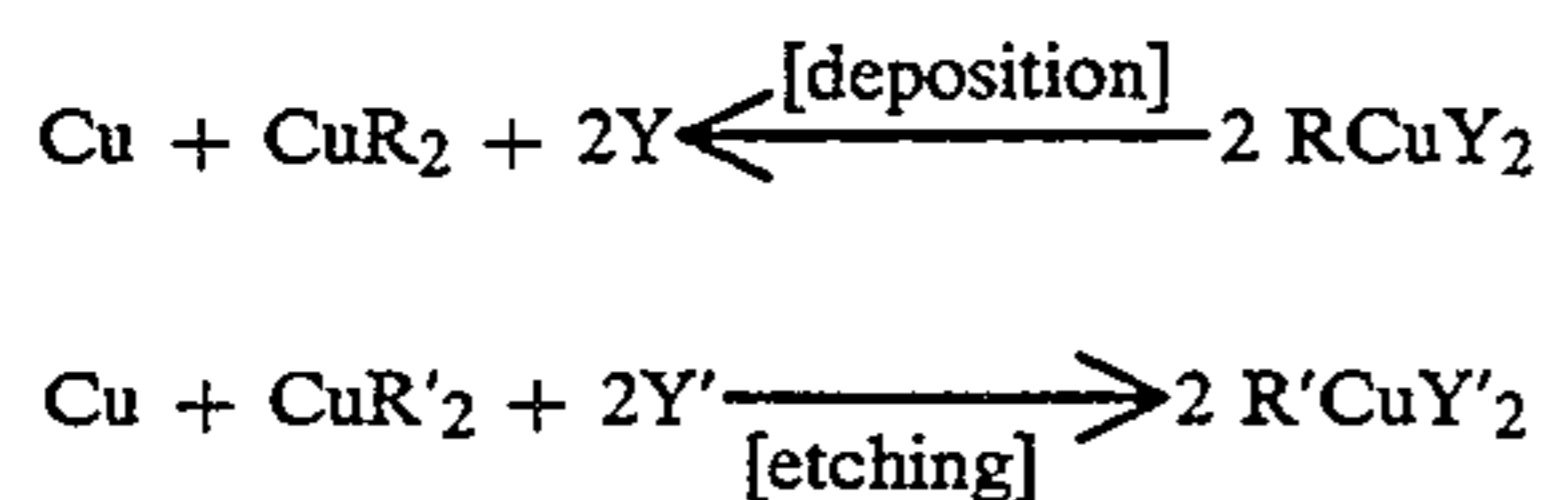 [deposition]
Cu + CuR₂ + 2Y ← 2 RCuY₂
Cu + CuR′₂ + 2Y′ → 2 R′CuY′₂
[etching]